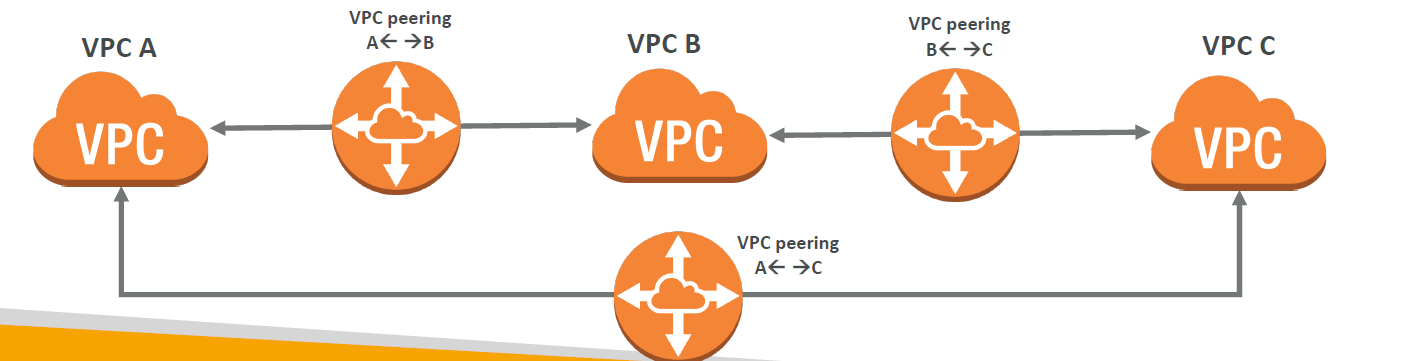 VPC peering
A← →B
VPC peering
B← →C
VPC A
VPC B
VPC C
VPC
VPC
VPC
VPC peering
A← →C